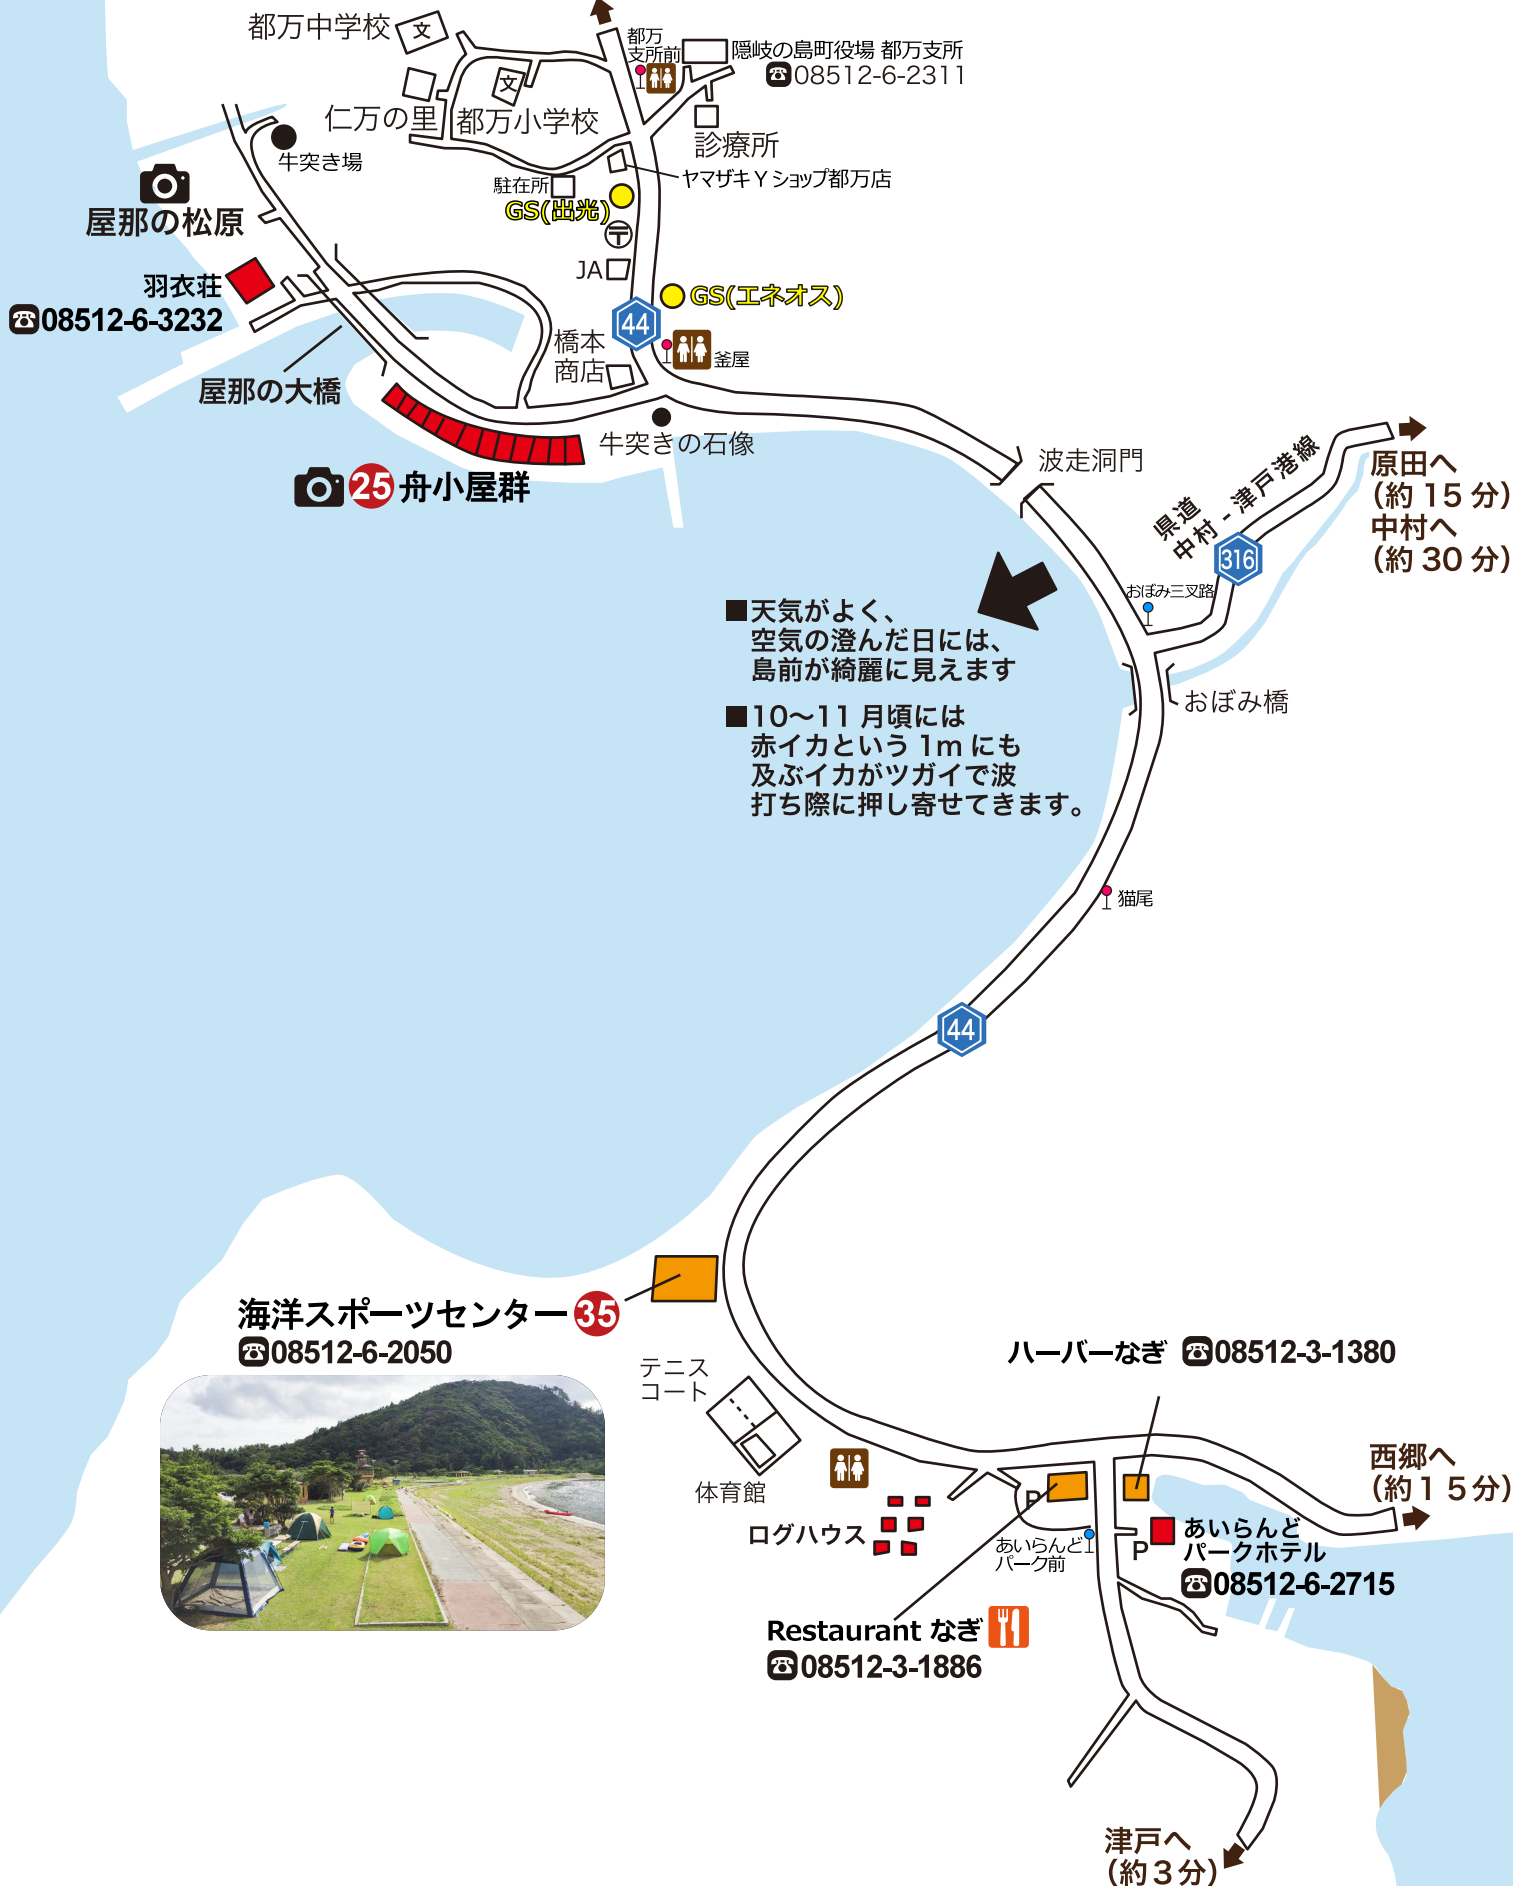 都万中学校
文
都万
支所前
隠岐の島町役場 都万支所
☎08512-6-2311
仁万の里
文
都万小学校
診療所
牛突き場
ヤマザキYショップ都万店
駐在所
GS(出光)
屋那の松原
〒
JA
羽衣荘
☎08512-6-3232
GS(エネオス)
44
橋本
商店
釜屋
屋那の大橋
牛突きの石像
25 舟小屋群
波走洞門
県道
中村-津戸港線
原田へ
(約15分)
中村へ
(約30分)
316
おぼみ三叉路
■天気がよく、
空気の澄んだ日には、
島前が綺麗に見えます
おぼみ橋
■10〜11月頃には
赤イカという1mにも
及ぶイカがツガイで波
打ち際に押し寄せてきます。
猫尾
44
海洋スポーツセンター 35
☎08512-6-2050
テニス
コート
体育館
ハーバーなぎ ☎08512-3-1380
西郷へ
(約15分)
P
ログハウス
あいらんど
パーク前
P
あいらんど
パークホテル
☎08512-6-2715
Restaurant なぎ
☎08512-3-1886
津戸へ
(約3分)